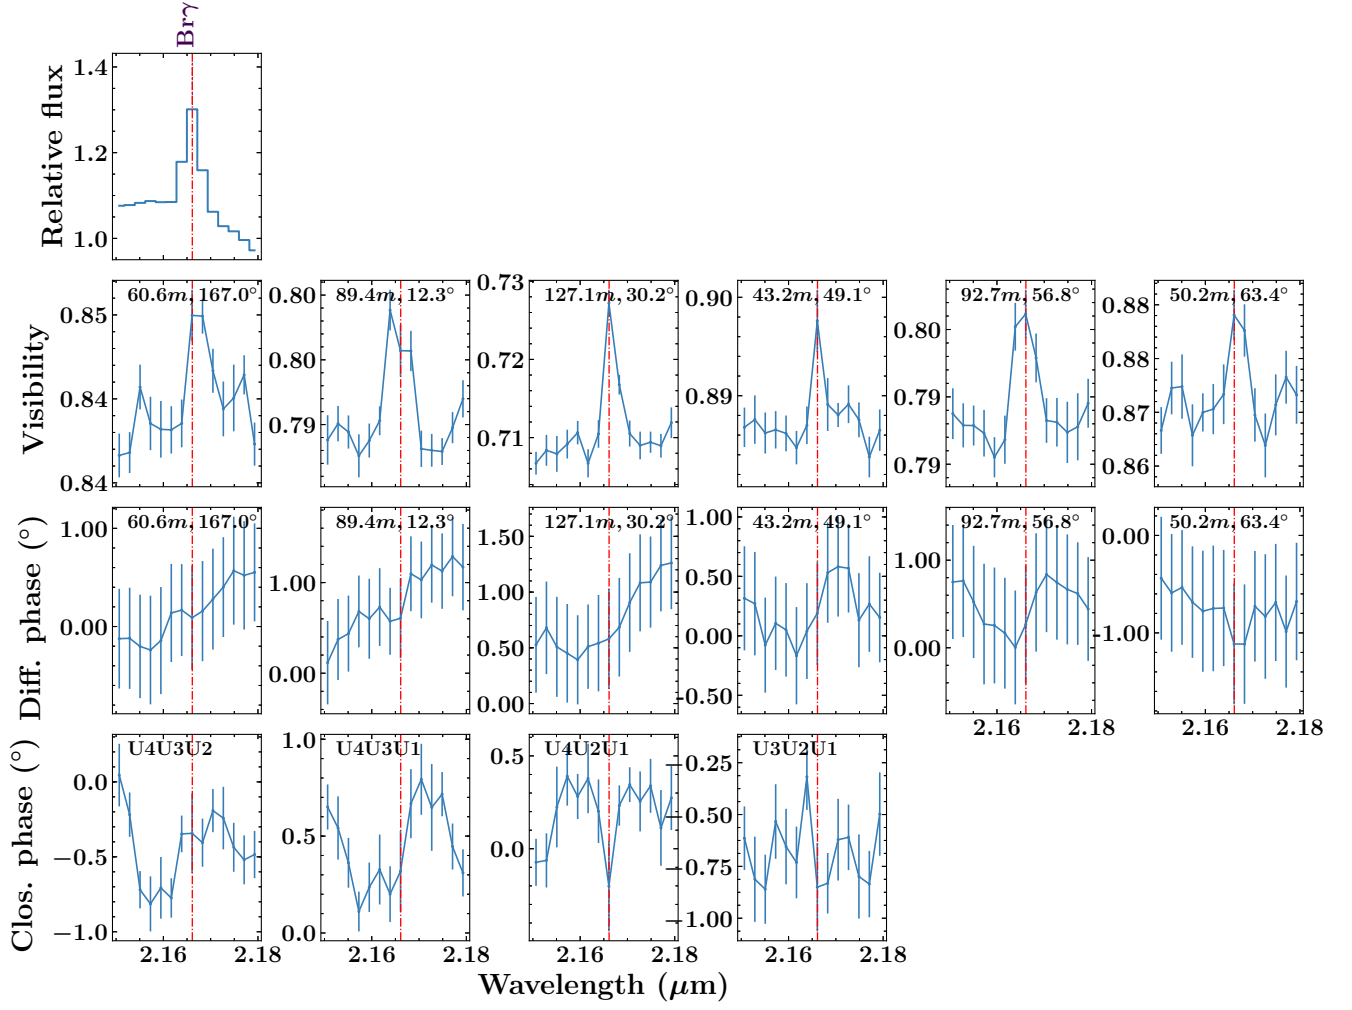 Brγ
Relative flux
1.4
1.2
1.0
Visibility
60.6m, 167.0°
0.85
0.84
0.84
89.4m, 12.3°
0.80
0.80
0.79
127.1m, 30.2°
0.73
0.72
0.71
43.2m, 49.1°
0.90
0.89
92.7m, 56.8°
0.80
0.79
0.79
50.2m, 63.4°
0.88
0.88
0.87
0.86
Diff. phase (°)
60.6m, 167.0°
1.00
0.00
89.4m, 12.3°
1.00
0.00
127.1m, 30.2°
1.50
1.00
0.50
0.00
43.2m, 49.1°
1.00
0.50
0.00
-0.50
92.7m, 56.8°
1.00
0.00
2.16 2.18
50.2m, 63.4°
0.00
-1.00
2.16 2.18
Clos. phase (°)
U4U3U2
0.0
−0.5
−1.0
2.16 2.18
U4U3U1
1.0
0.5
0.0
2.16 2.18
U4U2U1
0.5
0.0
2.16 2.18
U3U2U1
−0.25
−0.50
−0.75
−1.00
2.16 2.18
Wavelength (μm)